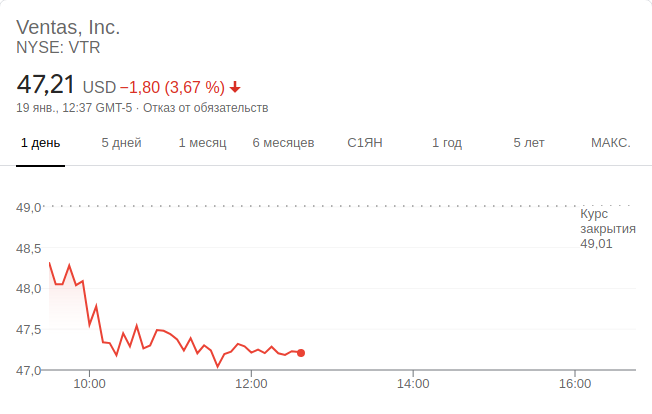 Ventas, Inc.
NYSE: VTR
47,21 USD −1,80 (3,67 %)
19 янв., 12:37 GMT-5 · Отказ от обязательств
1 день 5 дней 1 месяц 6 месяцев С1ЯН 1 год 5 лет МАКС.
49,0
Курс
закрытия
49,01
48,5
48,0
47,5
47,0
10:00 12:00 14:00 16:00